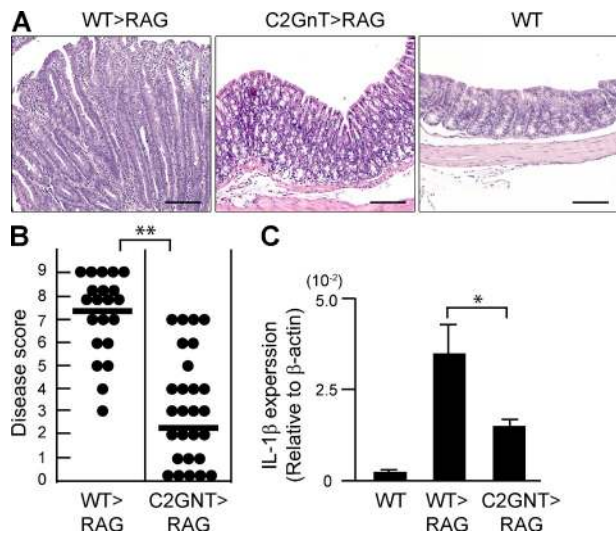 A
WT>RAG
C2GnT>RAG
WT
B
**
Disease score
9
8
7
6
5
4
3
2
1
0
WT>
RAG
C2GNT>
RAG
C
(10⁻²)
5.0
2.5
0
*
IL-1β experssion
(Relative to β-actin)
WT
WT>
RAG
C2GNT>
RAG